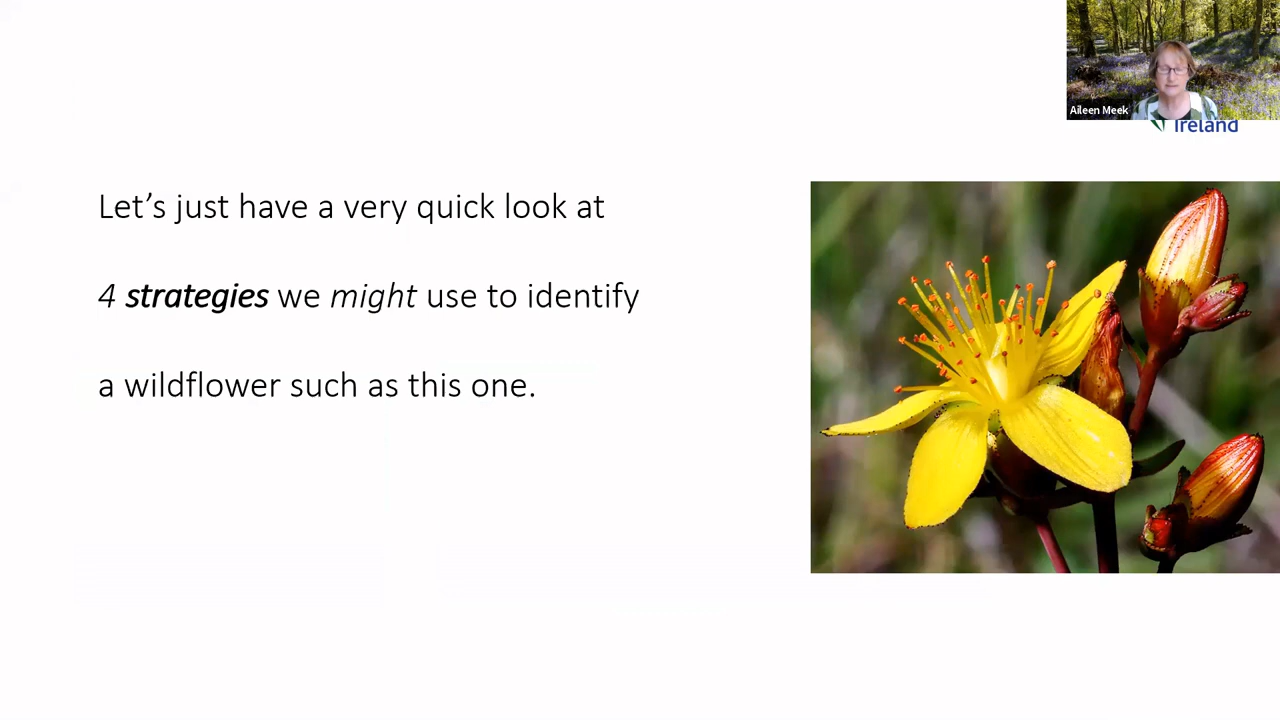 Aileen Meek
Ireland
Let's just have a very quick look at
4 strategies we might use to identify
a wildflower such as this one.